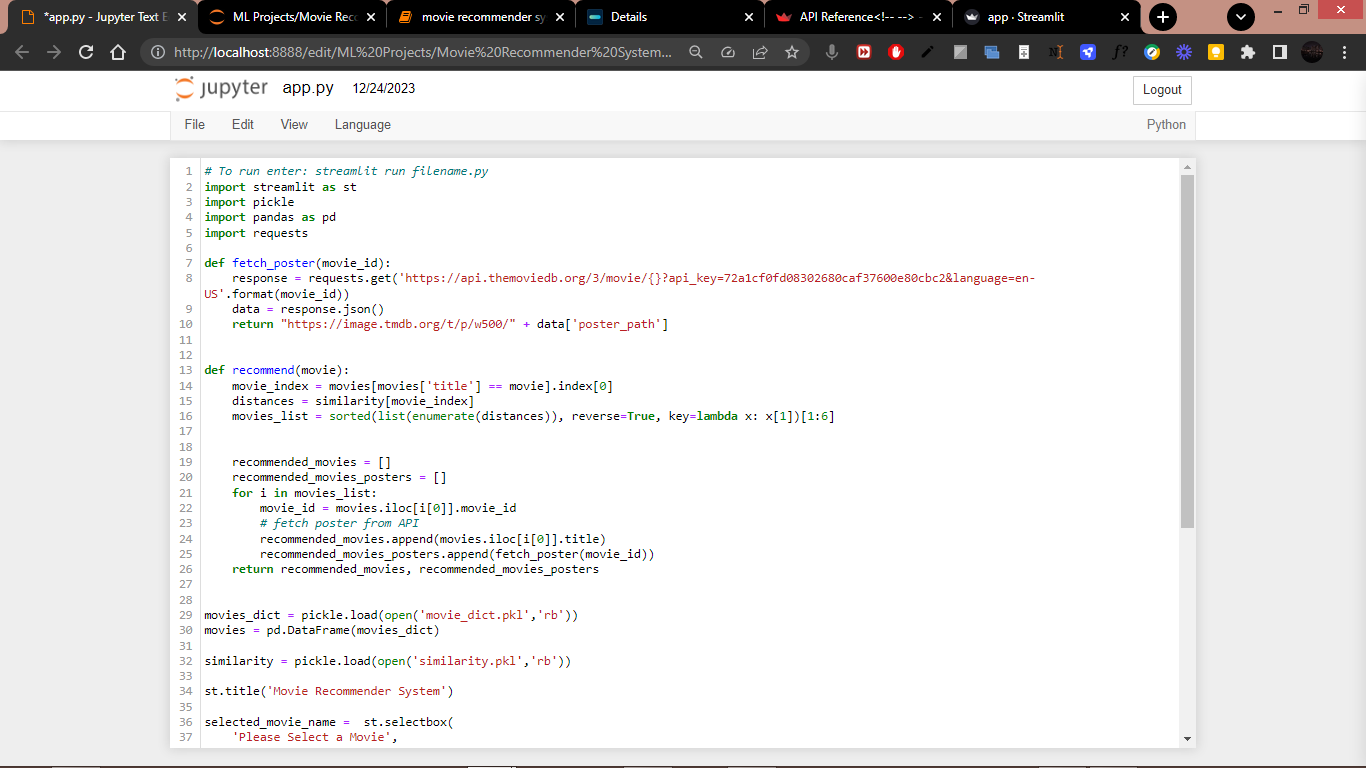 *app.py - Jupyter Text E
ML Projects/Movie Rec
movie recommender sy
Details
API Reference<!-- --> -
app · Streamlit
http://localhost:8888/edit/ML%20Projects/Movie%20Recommender%20System...
jupyter app.py 12/24/2023
Logout
File Edit View Language Python
1 # To run enter: streamlit run filename.py
2 import streamlit as st
3 import pickle
4 import pandas as pd
5 import requests
6
7 def fetch_poster(movie_id):
8 response = requests.get('https://api.themoviedb.org/3/movie/{}?api_key=72a1cf0fd08302680caf37600e80cbc2&language=en-
US'.format(movie_id))
9 data = response.json()
10 return "https://image.tmdb.org/t/p/w500/" + data['poster_path']
11
12
13 def recommend(movie):
14 movie_index = movies[movies['title'] == movie].index[0]
15 distances = similarity[movie_index]
16 movies_list = sorted(list(enumerate(distances)), reverse=True, key=lambda x: x[1])[1:6]
17
18
19 recommended_movies = []
20 recommended_movies_posters = []
21 for i in movies_list:
22 movie_id = movies.iloc[i[0]].movie_id
23 # fetch poster from API
24 recommended_movies.append(movies.iloc[i[0]].title)
25 recommended_movies_posters.append(fetch_poster(movie_id))
26 return recommended_movies, recommended_movies_posters
27
28
29 movies_dict = pickle.load(open('movie_dict.pkl','rb'))
30 movies = pd.DataFrame(movies_dict)
31
32 similarity = pickle.load(open('similarity.pkl','rb'))
33
34 st.title('Movie Recommender System')
35
36 selected_movie_name = st.selectbox(
37 'Please Select a Movie',